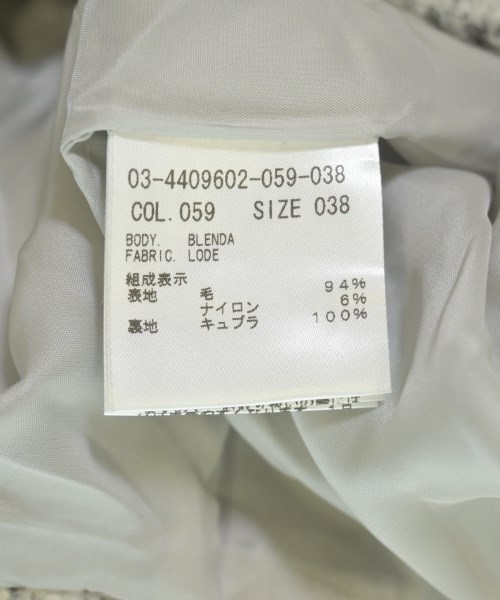 03-4409602-059-038
COL. 059 SIZE 038
BODY. BLENDA
FABRIC. LODE
組成表示
表地 毛 94%
ナイロン 6%
裏地 キュプラ 100%